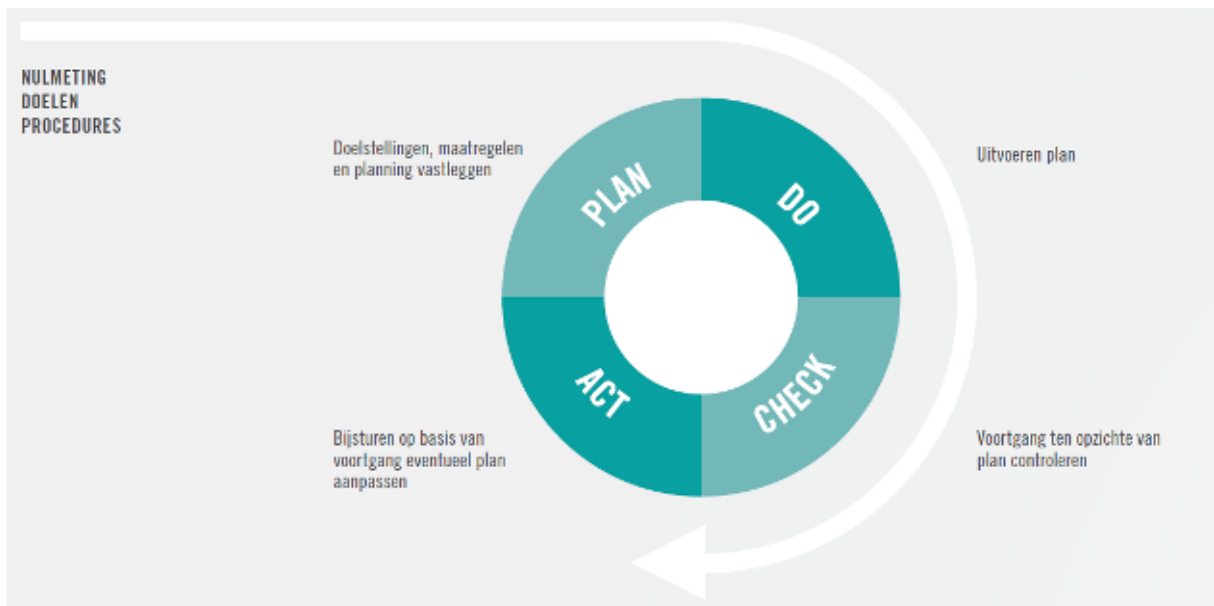 NULMETING
DOELEN
PROCEDURES
Doelstellingen, maatregelen
en planning vastleggen
PLAN
DO
Uitvoeren plan
ACT
CHECK
Bijsturen op basis van
voortgang eventueel plan
aanpassen
Voortgang ten opzichte van
plan controleren